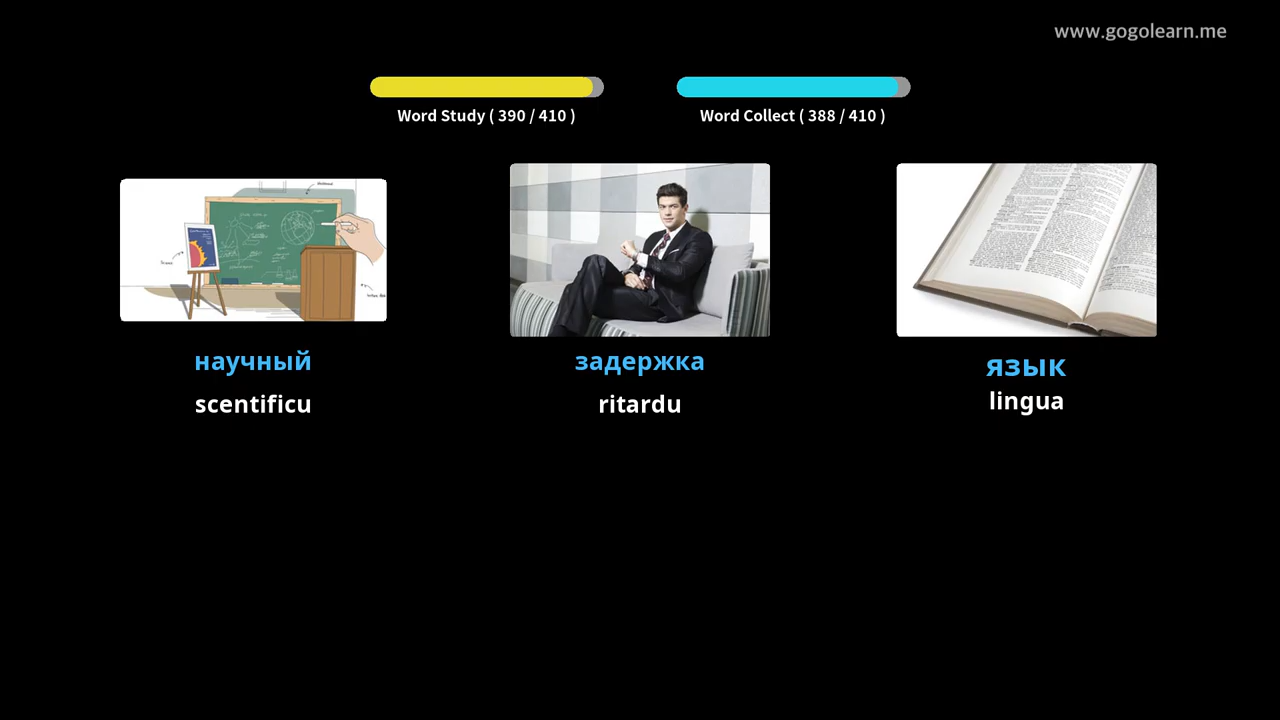 www.gogolearn.me
Word Study ( 390 / 410 )
Word Collect ( 388 / 410 )
научный
задержка
язык
scentificu
ritardu
lingua